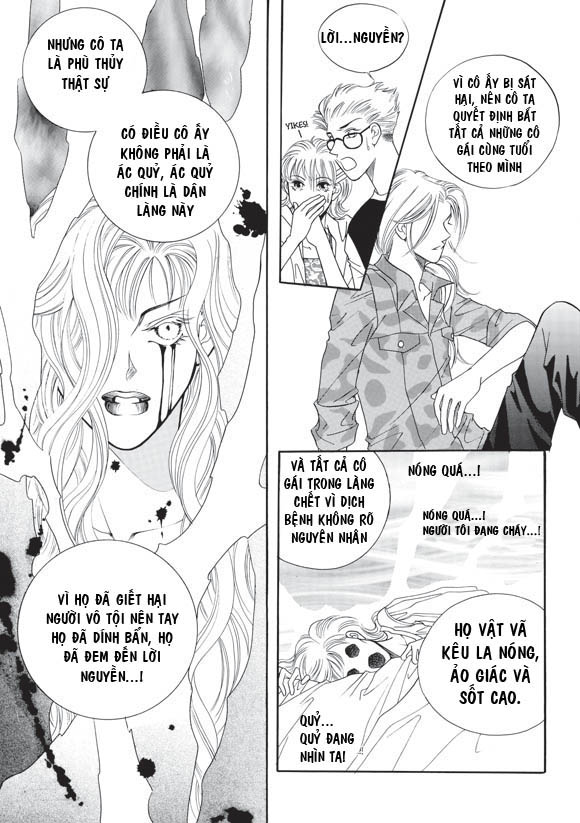 NHƯNG CÔ TA
LÀ PHÙ THỦY
THẬT SỰ
CÓ ĐIỀU CÔ ẤY
KHÔNG PHẢI LÀ
ÁC QUỶ, ÁC QUỶ
CHÍNH LÀ DÂN
LÀNG NÀY
VÌ HỌ ĐÃ GIẾT HẠI
NGƯỜI VÔ TỘI NÊN TAY
HỌ ĐÃ DÍNH BẨN, HỌ
ĐÃ ĐEM ĐẾN LỜI
NGUYỀN...!
LỜI...NGUYỀN?
YIKES!
VÌ CÔ ẤY BỊ SÁT
HẠI, NÊN CÔ TA
QUYẾT ĐỊNH BẮT
TẤT CẢ NHỮNG CÔ
GÁI CÙNG TUỔI
THEO MÌNH
VÀ TẤT CẢ CÔ
GÁI TRONG LÀNG
CHẾT VÌ DỊCH
BỆNH KHÔNG RÕ
NGUYÊN NHÂN
NÓNG QUÁ...!
NÓNG QUÁ...!
NGƯỜI TÔI ĐANG CHÁY...!
HỌ VẬT VÃ
KÊU LA NÓNG,
ẢO GIÁC VÀ
SỐT CAO.
QUỶ...
QUỶ ĐANG
NHÌN TA!